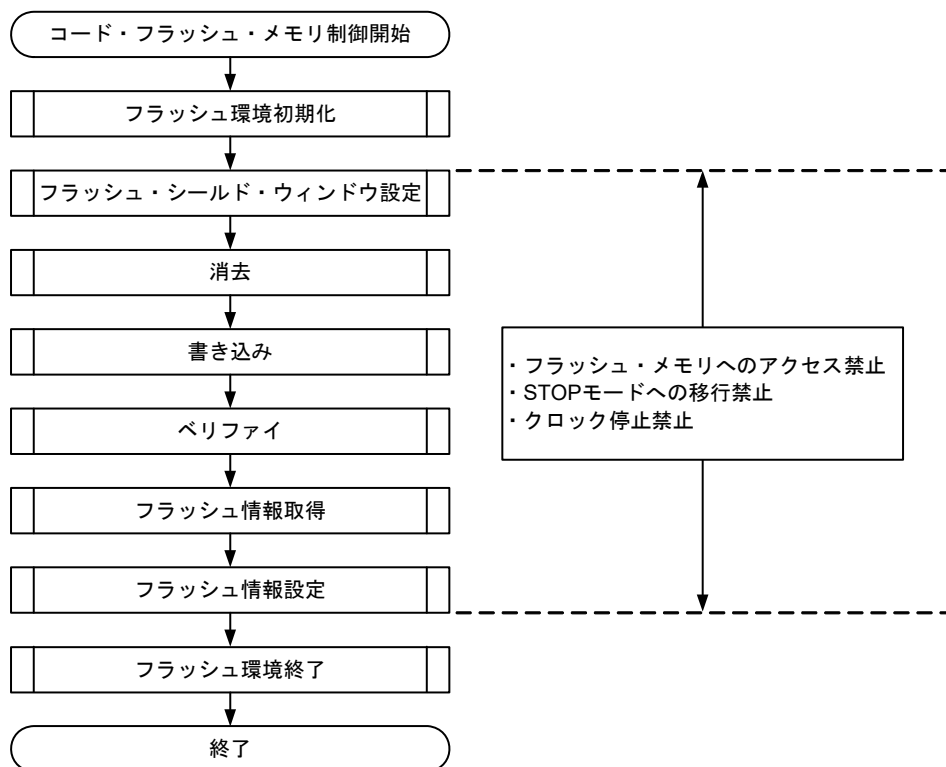 コード・フラッシュ・メモリ制御開始
フラッシュ環境初期化
フラッシュ・シールド・ウィンドウ設定
消去
書き込み
ベリファイ
フラッシュ情報取得
フラッシュ情報設定
フラッシュ環境終了
終了
・フラッシュ・メモリへのアクセス禁止
・STOPモードへの移行禁止
・クロック停止禁止